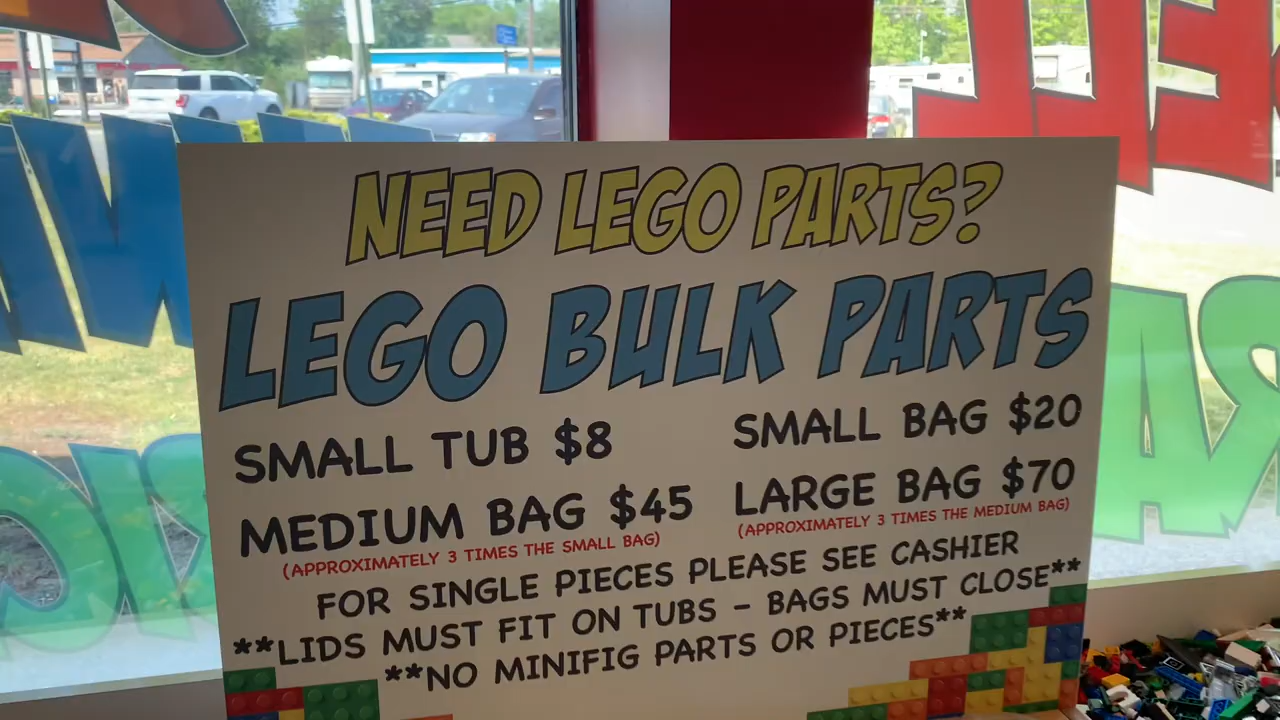 NEED LEGO PARTS?
LEGO BULK PARTS
SMALL TUB $8
SMALL BAG $20
MEDIUM BAG $45
(APPROXIMATELY 3 TIMES THE SMALL BAG)
LARGE BAG $70
(APPROXIMATELY 3 TIMES THE MEDIUM BAG)
FOR SINGLE PIECES PLEASE SEE CASHIER
**LIDS MUST FIT ON TUBS - BAGS MUST CLOSE**
**NO MINIFIG PARTS OR PIECES**